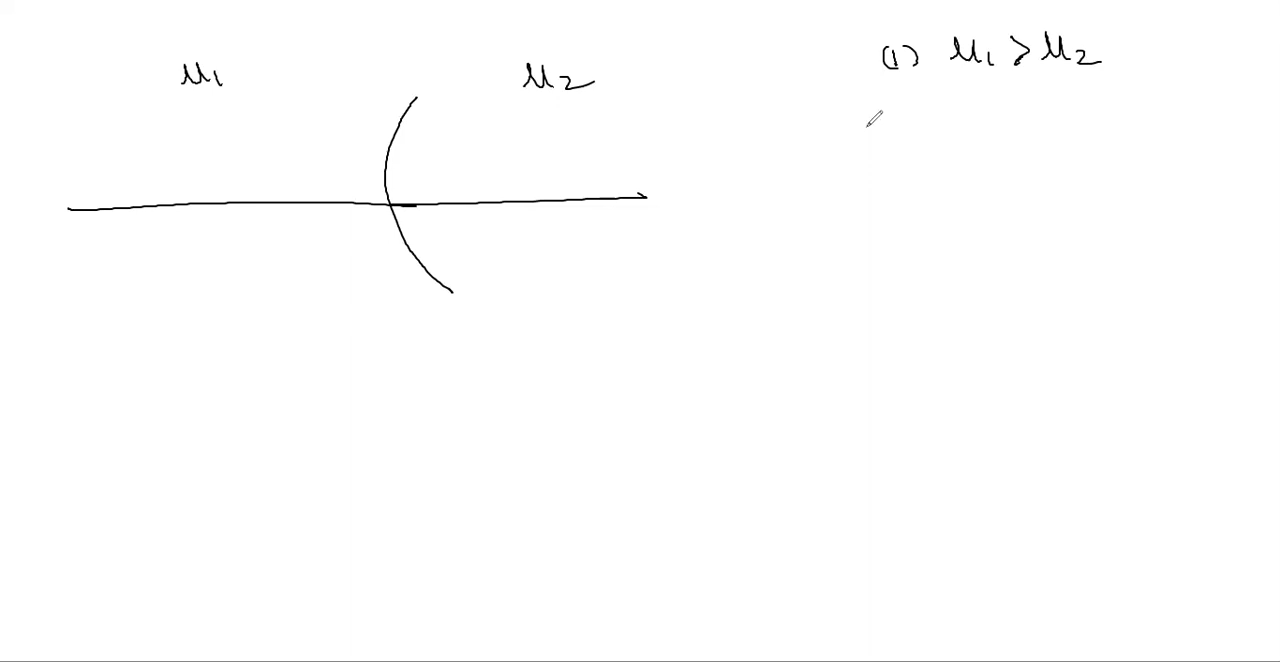 (1) μ₁ > μ₂
μ₁ μ₂